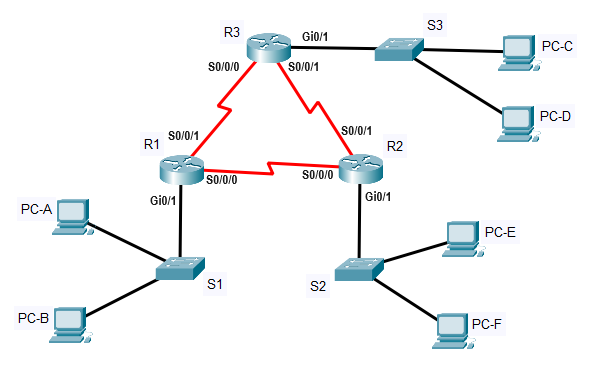 R3
Gi0/1
S3
PC-C
S0/0/0
S0/0/1
PC-D
S0/0/1
S0/0/1
R1
R2
S0/0/0
S0/0/0
Gi0/1
Gi0/1
PC-A
PC-E
S1
S2
PC-B
PC-F